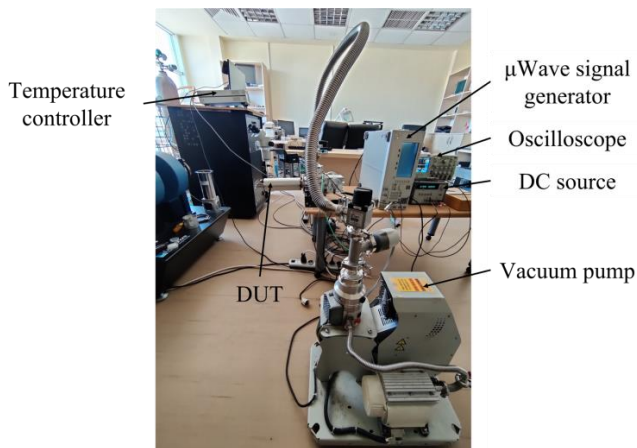 Temperature
controller
μWave signal
generator
Oscilloscope
DC source
DUT
Vacuum pump